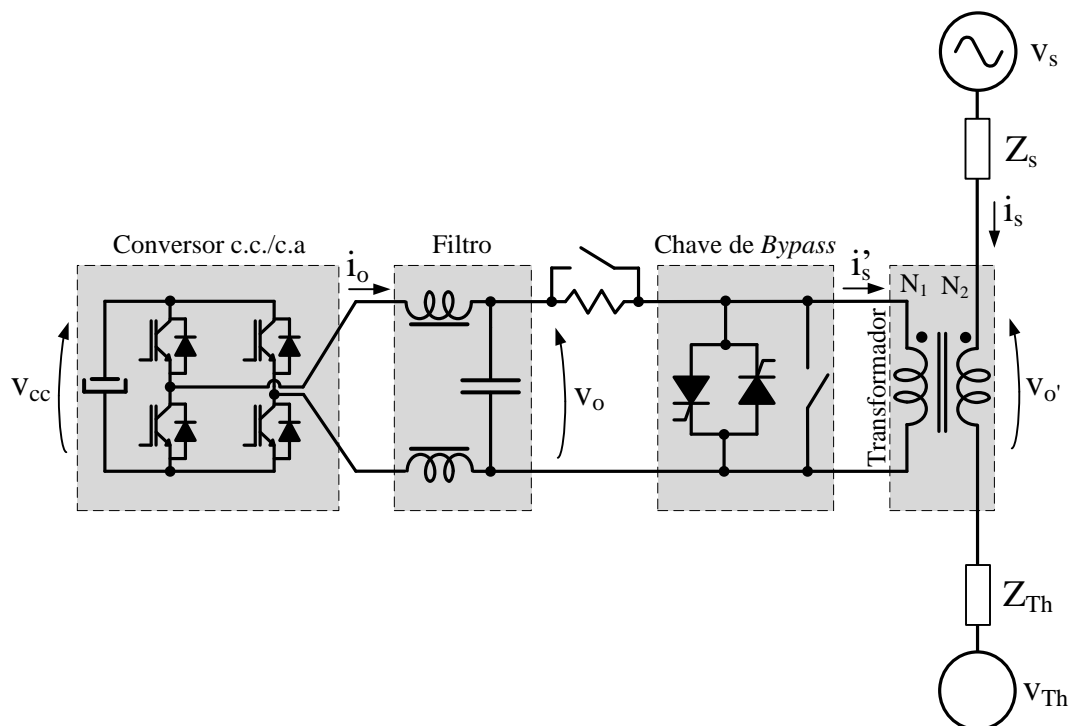 v_s
Z_s
i_s
Conversor c.c./c.a
Filtro
Chave de Bypass
i_o
i'_s
N_1 N_2
Transformador
v_cc
v_o
v_o'
Z_Th
v_Th